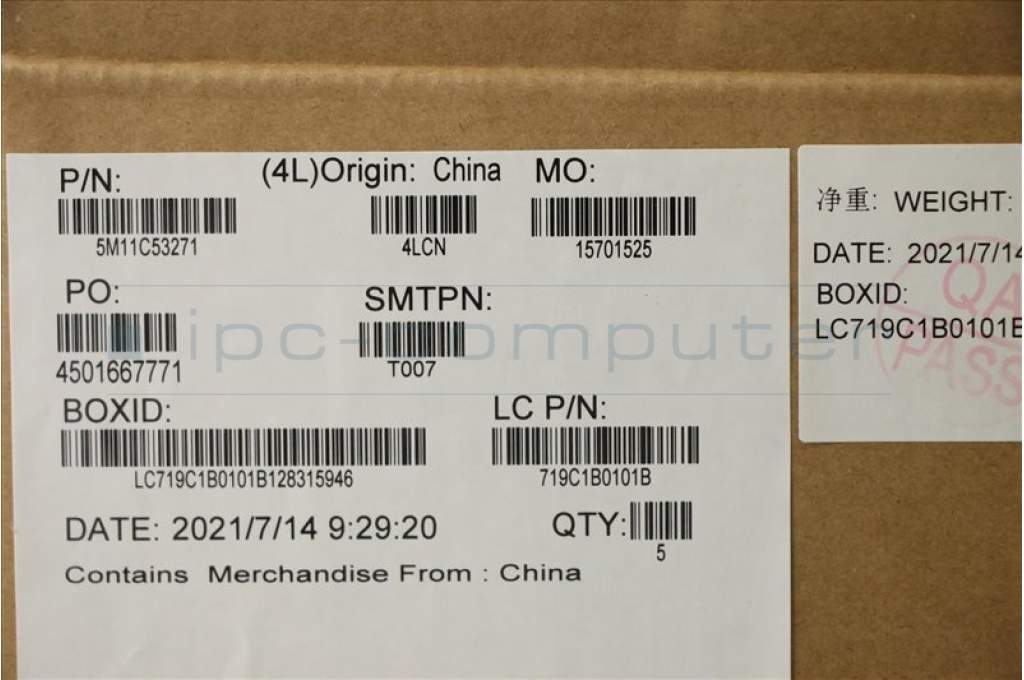 P/N: (4L)Origin: China MO:
5M11C53271 4LCN 15701525
PO: SMTPN:
4501667771 T007
BOXID: LC P/N:
LC719C1B0101B128315946 719C1B0101B
DATE: 2021/7/14 9:29:20 QTY:
5
Contains Merchandise From : China
净重: WEIGHT:
DATE: 2021/7/14
BOXID:
LC719C1B0101B
QA
PASS
ipc-computer